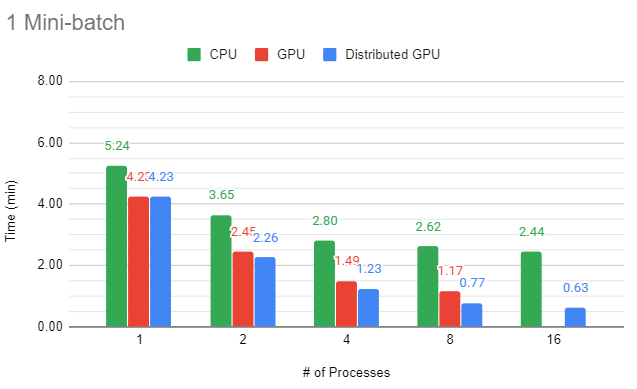 1 Mini-batch
CPU GPU Distributed GPU
8.00
6.00
4.00
2.00
0.00
Time (min)
5.24 4.23 4.23
3.65 2.45 2.26
2.80 1.49 1.23
2.62 1.17 0.77
2.44 0.63
1 2 4 8 16
# of Processes